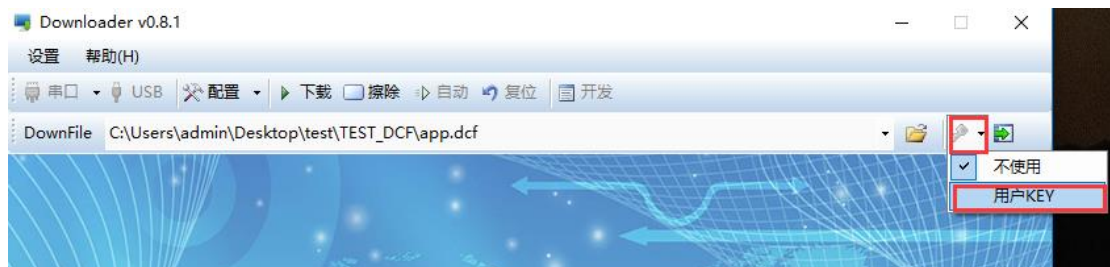 Downloader v0.8.1
设置 帮助(H)
串口 USB 配置 下载 擦除 自动 复位 开发
DownFile C:\Users\admin\Desktop\test\TEST_DCF\app.dcf
不使用
用户KEY